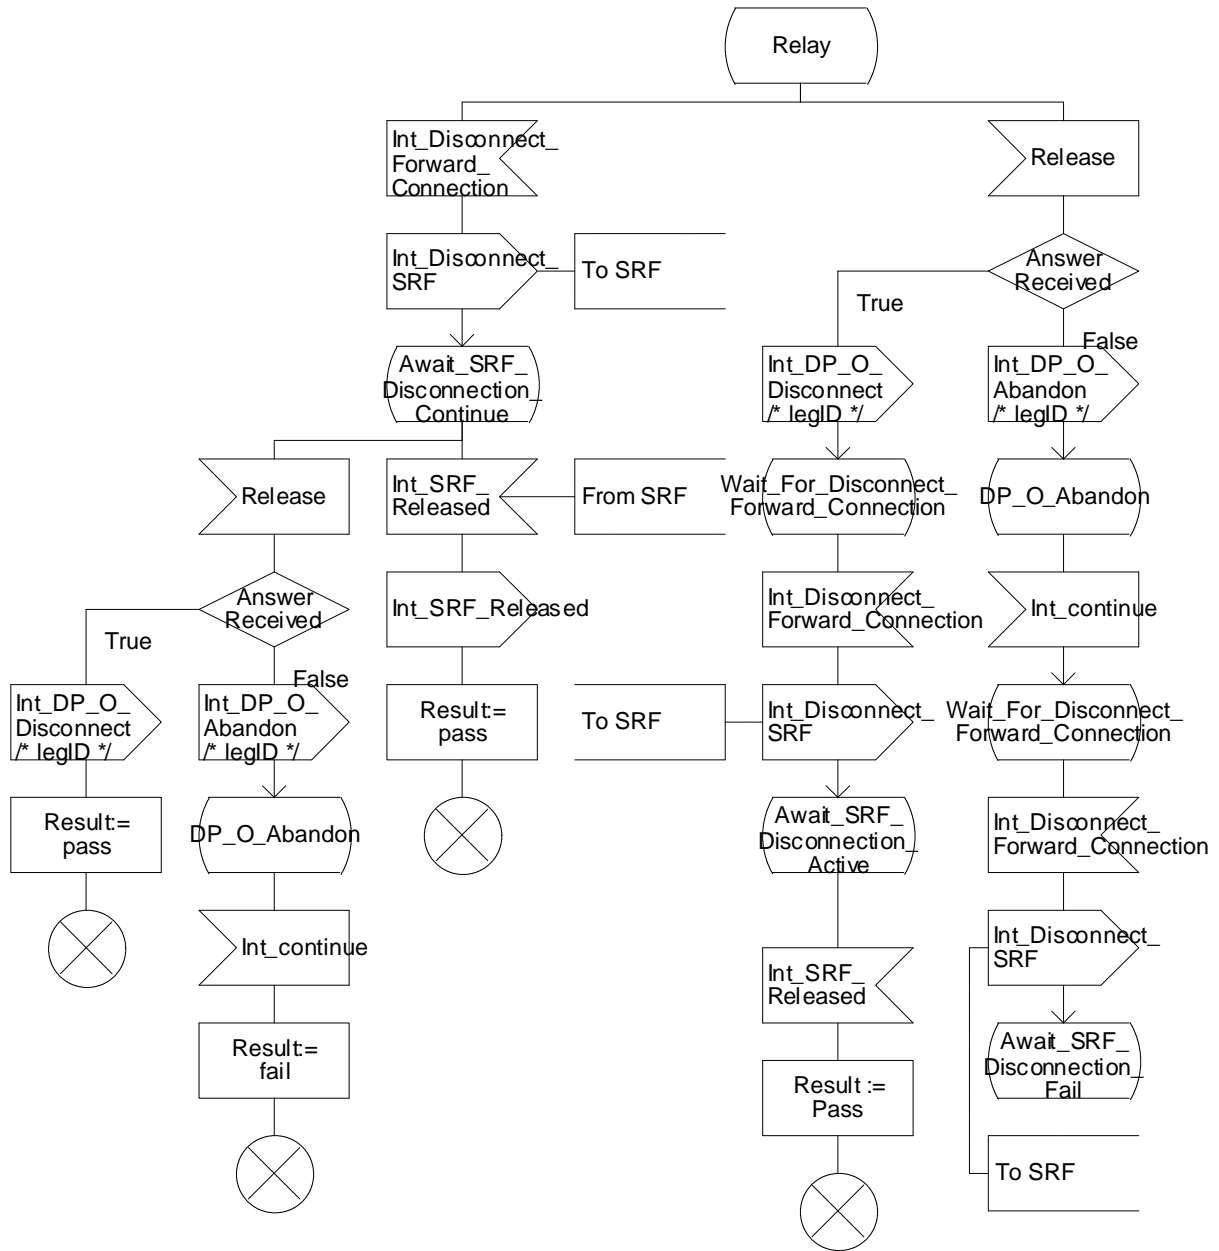 Relay
Int_Disconnect_
Forward_
Connection
Release
Int_Disconnect_
SRF
To SRF
Answer
Received
True
False
Await_SRF_
Disconnection_
Continue
Int_DP_O_
Disconnect
/* legID */
Int_DP_O_
Abandon
/* legID */
Release
Int_SRF_
Released
From SRF
Wait_For_Disconnect_
Forward_Connection
DP_O_Abandon
Answer
Received
True
False
Int_SRF_Released
Int_Disconnect_
Forward_Connection
Int_continue
Int_DP_O_
Disconnect
/* legID */
Int_DP_O_
Abandon
/* legID */
Result:=
pass
To SRF
Int_Disconnect_
SRF
Wait_For_Disconnect_
Forward_Connection
Result:=
pass
DP_O_Abandon
Await_SRF_
Disconnection_
Active
Int_Disconnect_
Forward_Connection
Int_continue
Int_SRF_
Released
Int_Disconnect_
SRF
Result:=
fail
Result :=
Pass
Await_SRF_
Disconnection_
Fail
To SRF